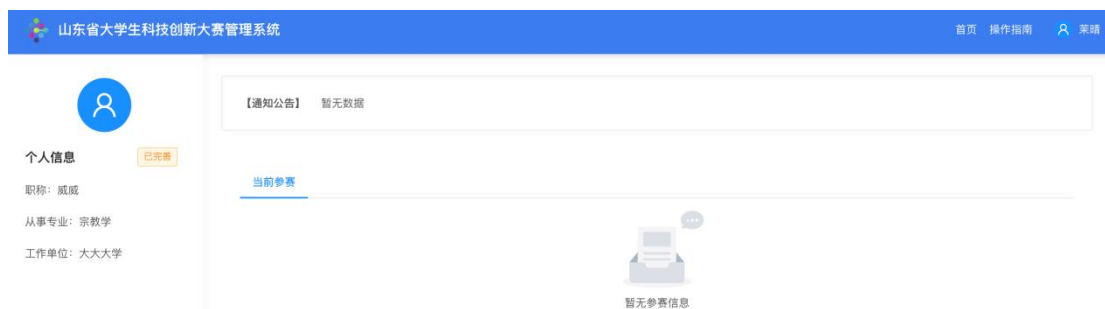 山东省大学生科技创新大赛管理系统
首页 操作指南 茉晴
【通知公告】 暂无数据
个人信息 已完善
职称：威威
从事专业：宗教学
工作单位：大大大学
当前参赛
暂无参赛信息